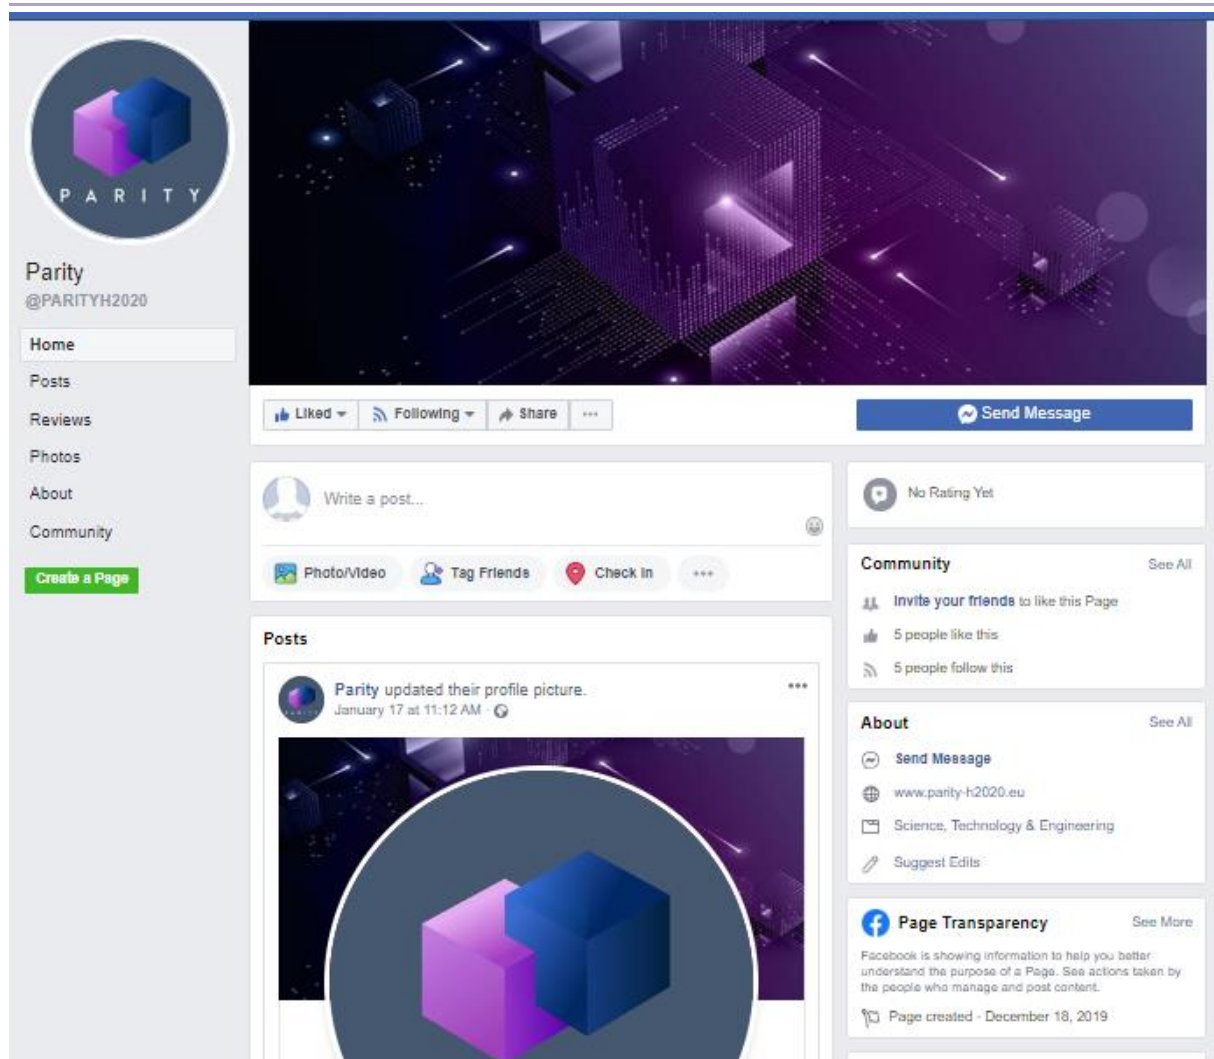 PARITY
Parity
@PARITYH2020
Home
Posts
Reviews
Photos
About
Community
Create a Page
Liked
Following
Share
Send Message
Write a post...
Photo/Video
Tag Friends
Check in
Posts
Parity updated their profile picture.
January 17 at 11:12 AM ·
PARITY
No Rating Yet
Community
See All
Invite your friends to like this Page
5 people like this
5 people follow this
About
See All
Send Message
www.parity-h2020.eu
Science, Technology & Engineering
Suggest Edits
Page Transparency
See More
Facebook is showing information to help you better
understand the purpose of a Page. See actions taken by
the people who manage and post content.
Page created - December 18, 2019